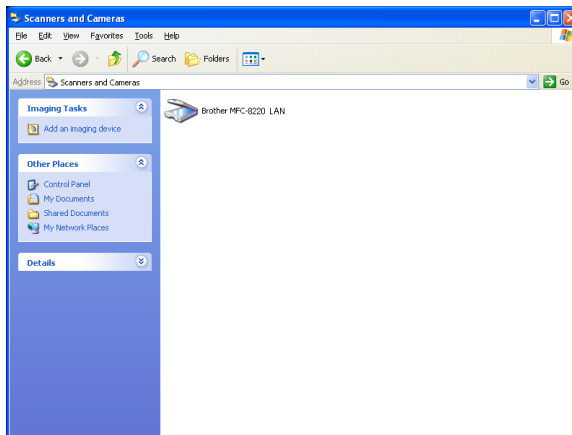 Scanners and Cameras
File Edit View Favorites Tools Help
Back Search Folders
Address Scanners and Cameras Go
Imaging Tasks
Add an imaging device
Other Places
Control Panel
My Documents
Shared Documents
My Network Places
Details
Brother MFC-8220 LAN